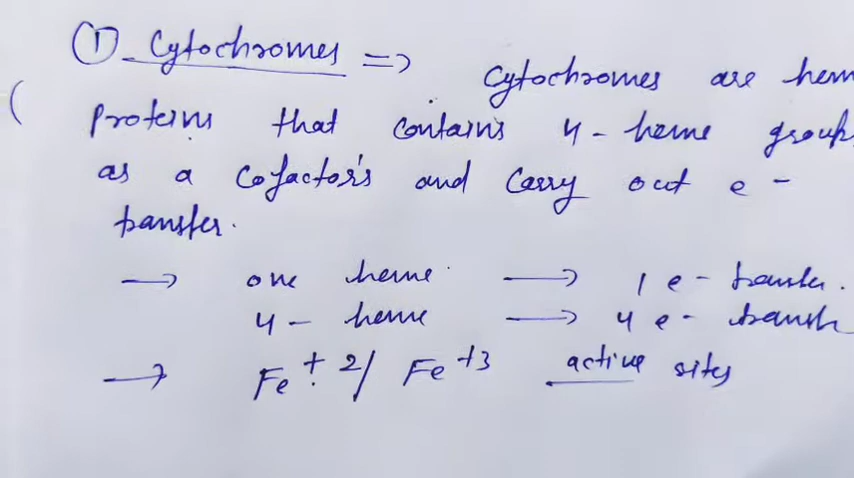 ① Cytochromes => Cytochromes are hem
Proteins that contains 4 - heme group
as a cofactor's and carry out e -
transfer.
→ one heme → 1 e - transfer.
4 - heme → 4 e - transfer
→ Fe+2/ Fe+3 active sites